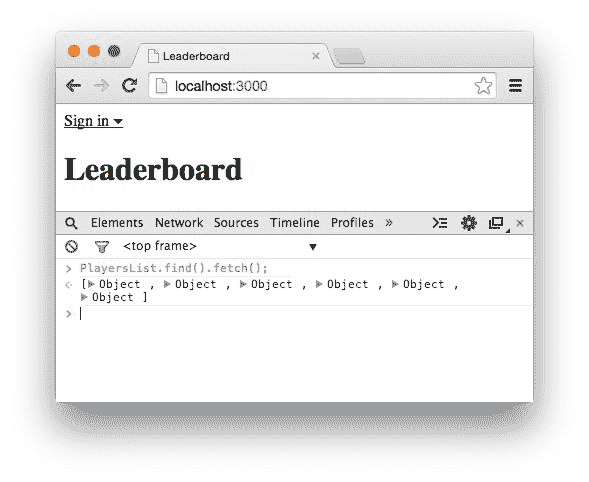 Leaderboard
localhost:3000
Sign in
Leaderboard
Elements Network Sources Timeline Profiles »
<top frame>
> PlayersList.find().fetch();
[▶ Object , ▶ Object , ▶ Object , ▶ Object , ▶ Object ,
▶ Object ]
>